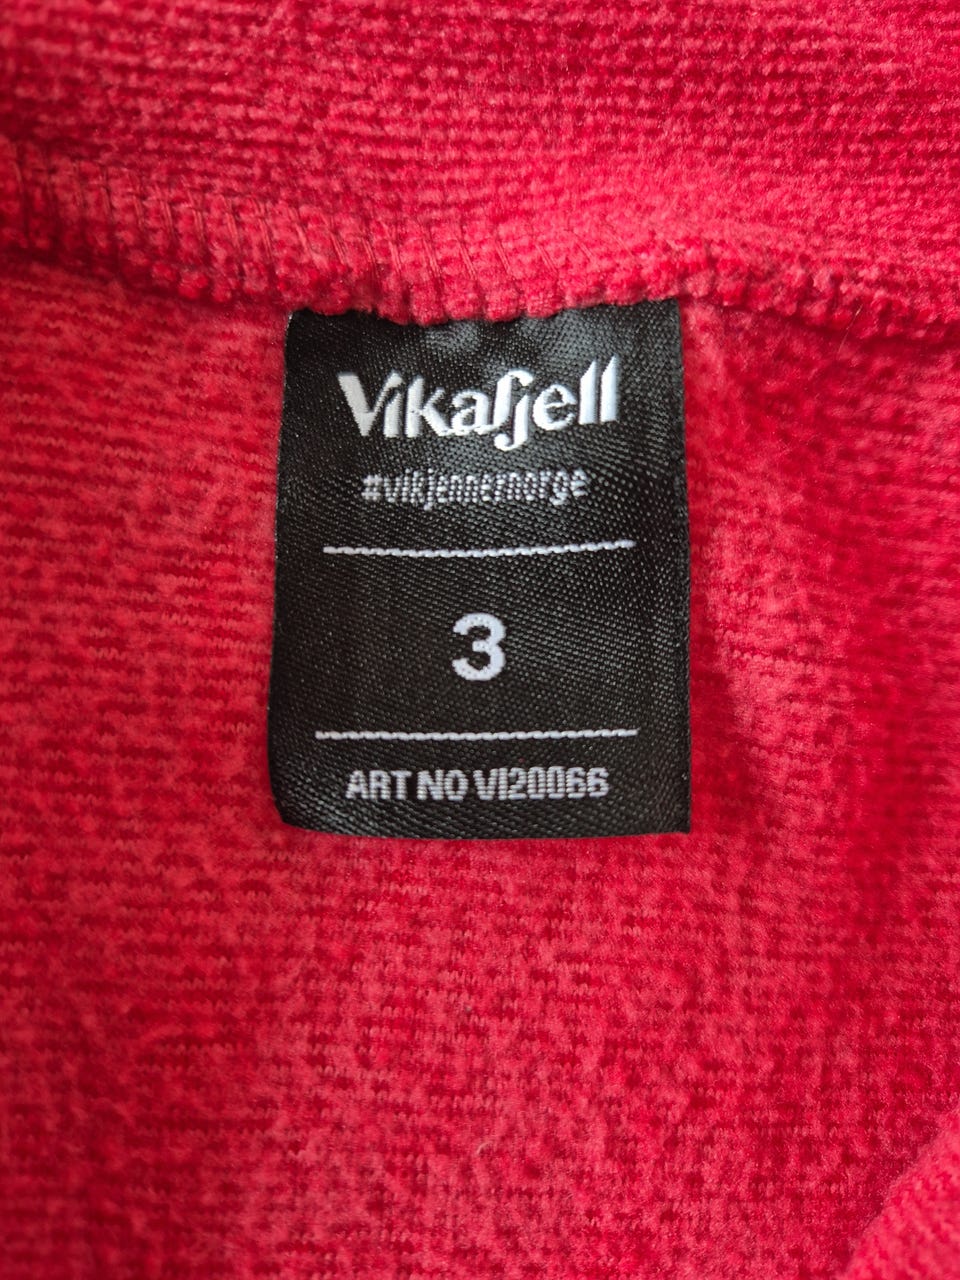 Vikafjell
#vikjennernorge
3
ART NO VI20066